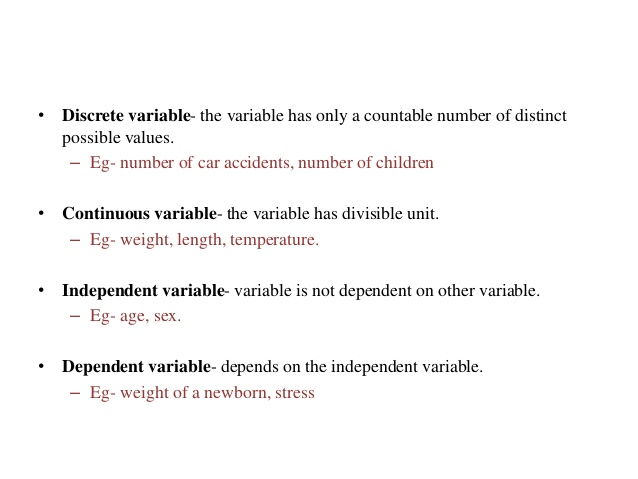 • Discrete variable- the variable has only a countable number of distinct
possible values.
– Eg- number of car accidents, number of children
• Continuous variable- the variable has divisible unit.
– Eg- weight, length, temperature.
• Independent variable- variable is not dependent on other variable.
– Eg- age, sex.
• Dependent variable- depends on the independent variable.
– Eg- weight of a newborn, stress